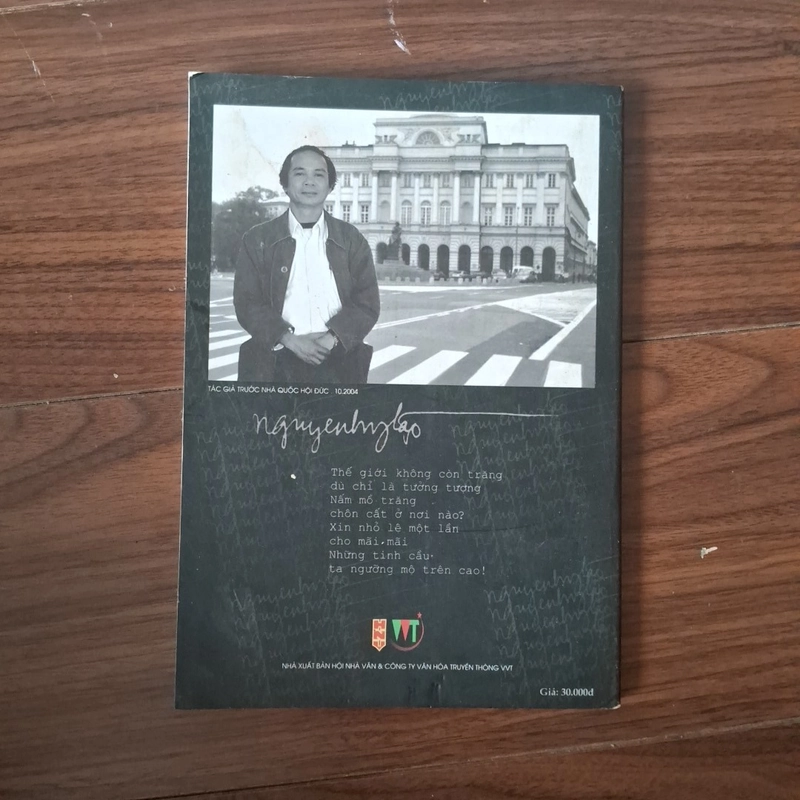 TÁC GIẢ TRƯỚC NHÀ QUỐC HỘI ĐỨC . 10.2004
nguyenhuylạo
Thế giới không còn trăng
dù chỉ là tưởng tượng
Nấm mồ trăng
chôn cất ở nơi nào?
Xin nhỏ lệ một lần
cho mãi mãi
Những tinh cầu
ta ngưỡng mộ trên cao!
HNV
VVT
NHÀ XUẤT BẢN HỘI NHÀ VĂN & CÔNG TY VĂN HÓA TRUYỀN THÔNG VVT
Giá: 30.000đ